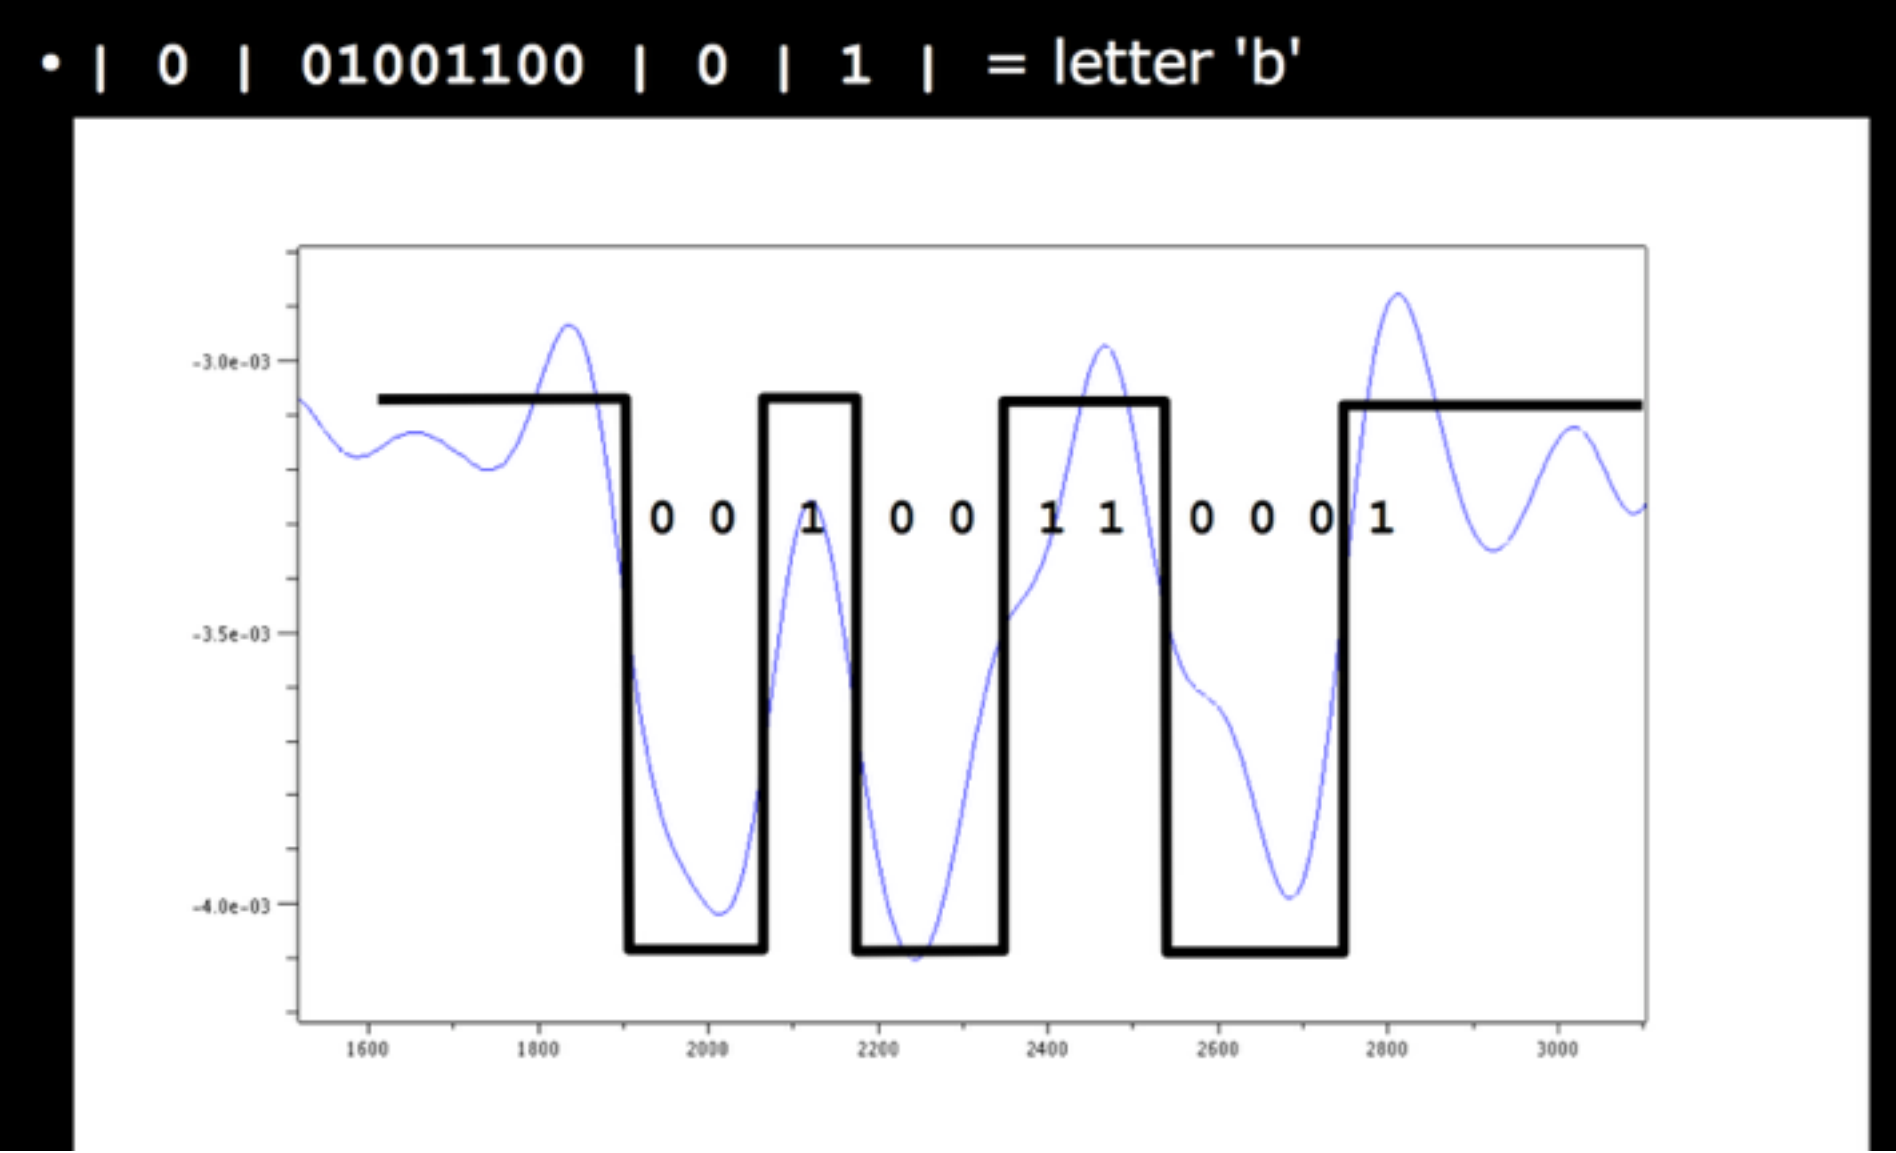 • | 0 | 01001100 | 0 | 1 | = letter 'b'
-3.0e-03
0 0 1 0 0 1 1 0 0 0 1
-3.5e-03
-4.0e-03
1600 1800 2000 2200 2400 2600 2800 3000